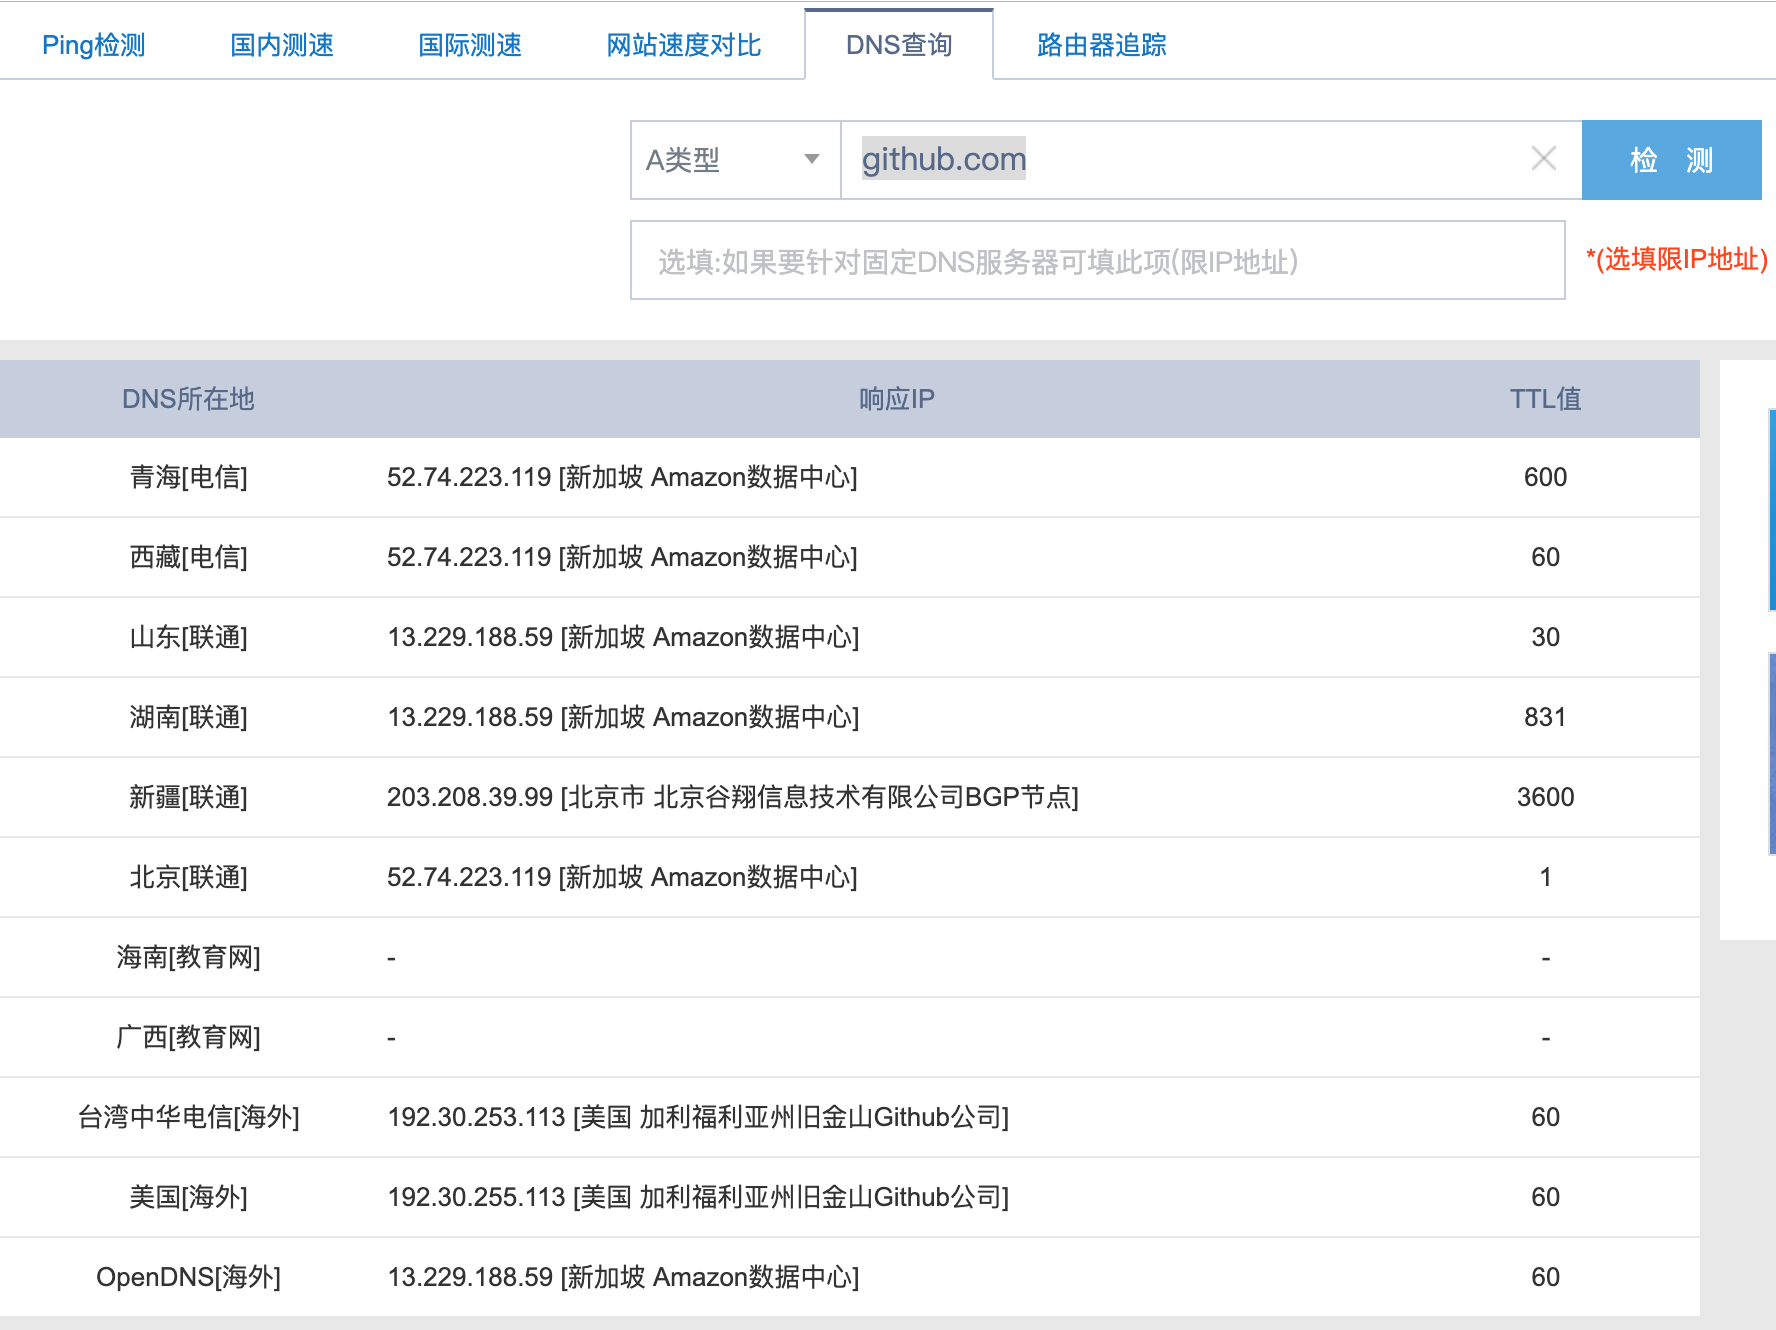 Ping检测 国内测速 国际测速 网站速度对比 DNS查询 路由器追踪
A类型 github.com 检 测
选填:如果要针对固定DNS服务器可填此项(限IP地址) *(选填限IP地址)
DNS所在地 响应IP TTL值
青海[电信] 52.74.223.119 [新加坡 Amazon数据中心] 600
西藏[电信] 52.74.223.119 [新加坡 Amazon数据中心] 60
山东[联通] 13.229.188.59 [新加坡 Amazon数据中心] 30
湖南[联通] 13.229.188.59 [新加坡 Amazon数据中心] 831
新疆[联通] 203.208.39.99 [北京市 北京谷翔信息技术有限公司BGP节点] 3600
北京[联通] 52.74.223.119 [新加坡 Amazon数据中心] 1
海南[教育网] - -
广西[教育网] - -
台湾中华电信[海外] 192.30.253.113 [美国 加利福利亚州旧金山Github公司] 60
美国[海外] 192.30.255.113 [美国 加利福利亚州旧金山Github公司] 60
OpenDNS[海外] 13.229.188.59 [新加坡 Amazon数据中心] 60